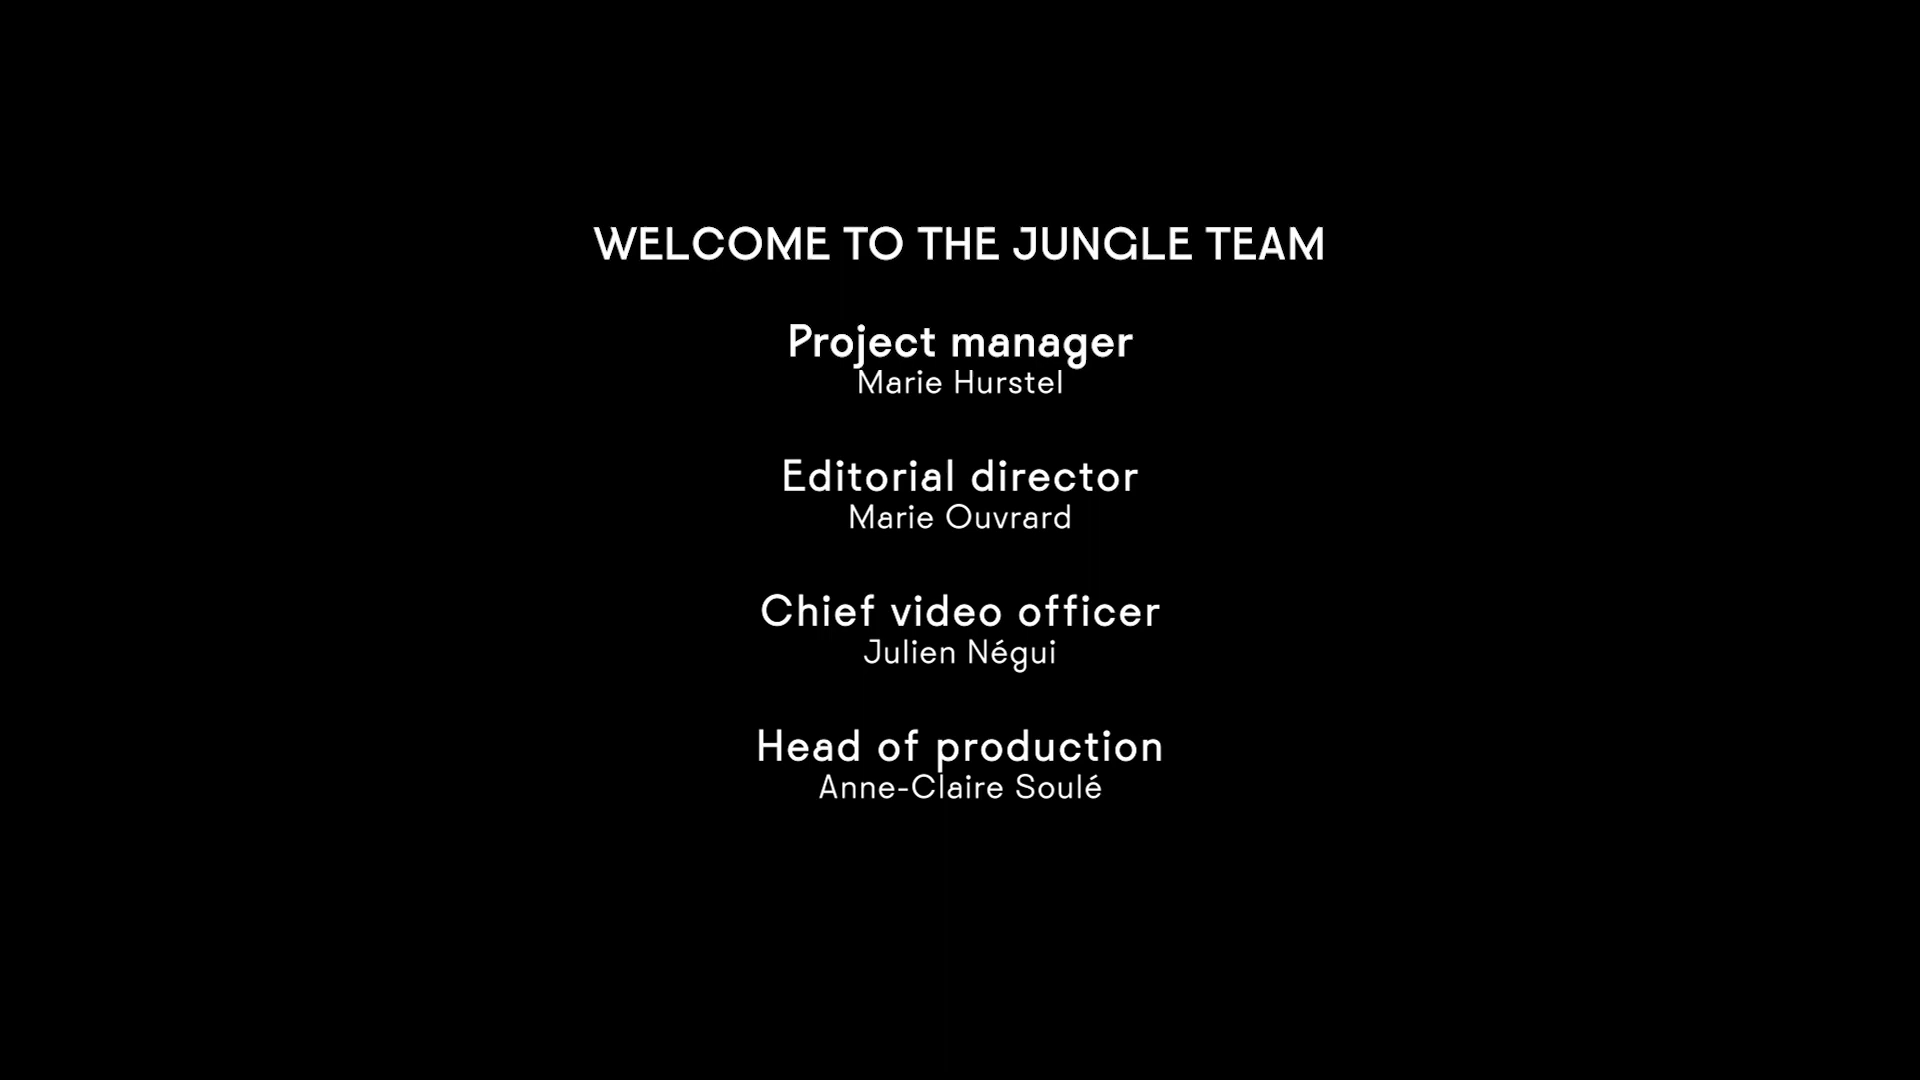 WELCOME TO THE JUNGLE TEAM
Project manager
Marie Hurstel
Editorial director
Marie Ouvrard
Chief video officer
Julien Négui
Head of production
Anne-Claire Soulé